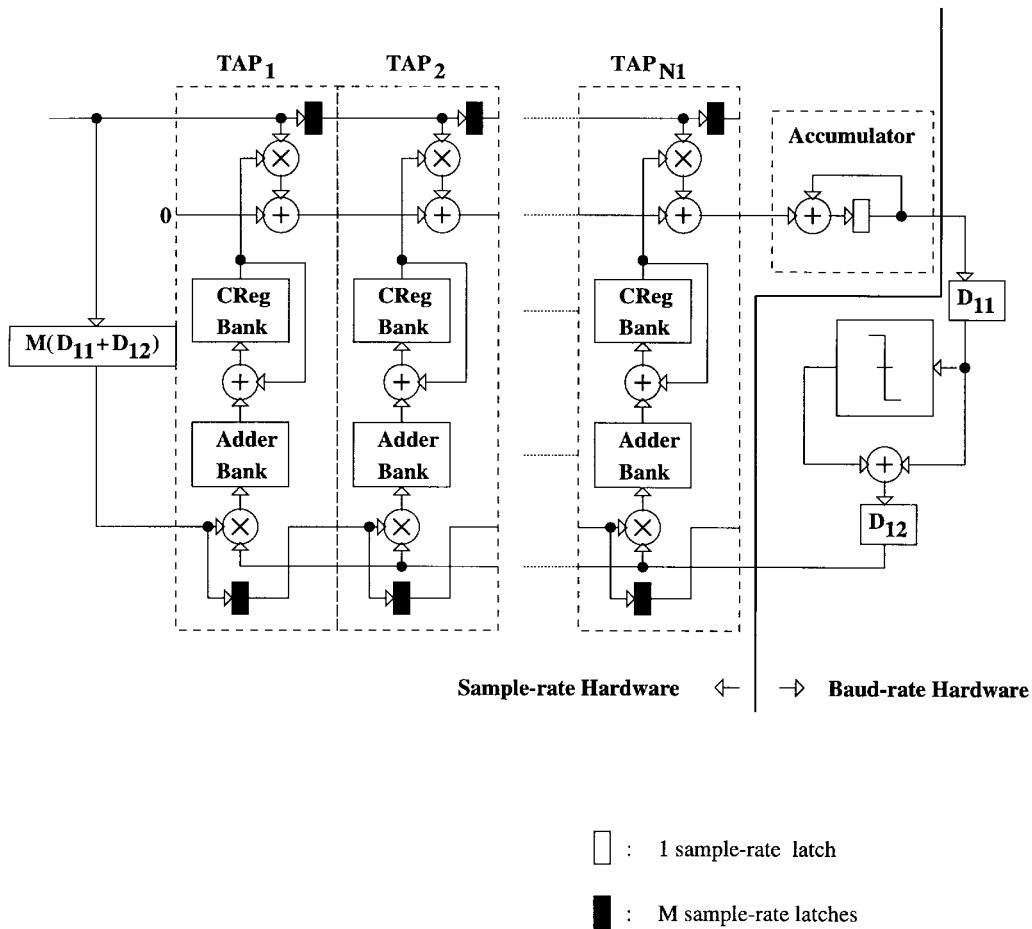 TAP1 TAP2 TAPN1
Accumulator
0
CReg Bank
CReg Bank
CReg Bank
D11
M(D11+D12)
Adder Bank
Adder Bank
Adder Bank
D12
Sample-rate Hardware
Baud-rate Hardware
: 1 sample-rate latch
: M sample-rate latches